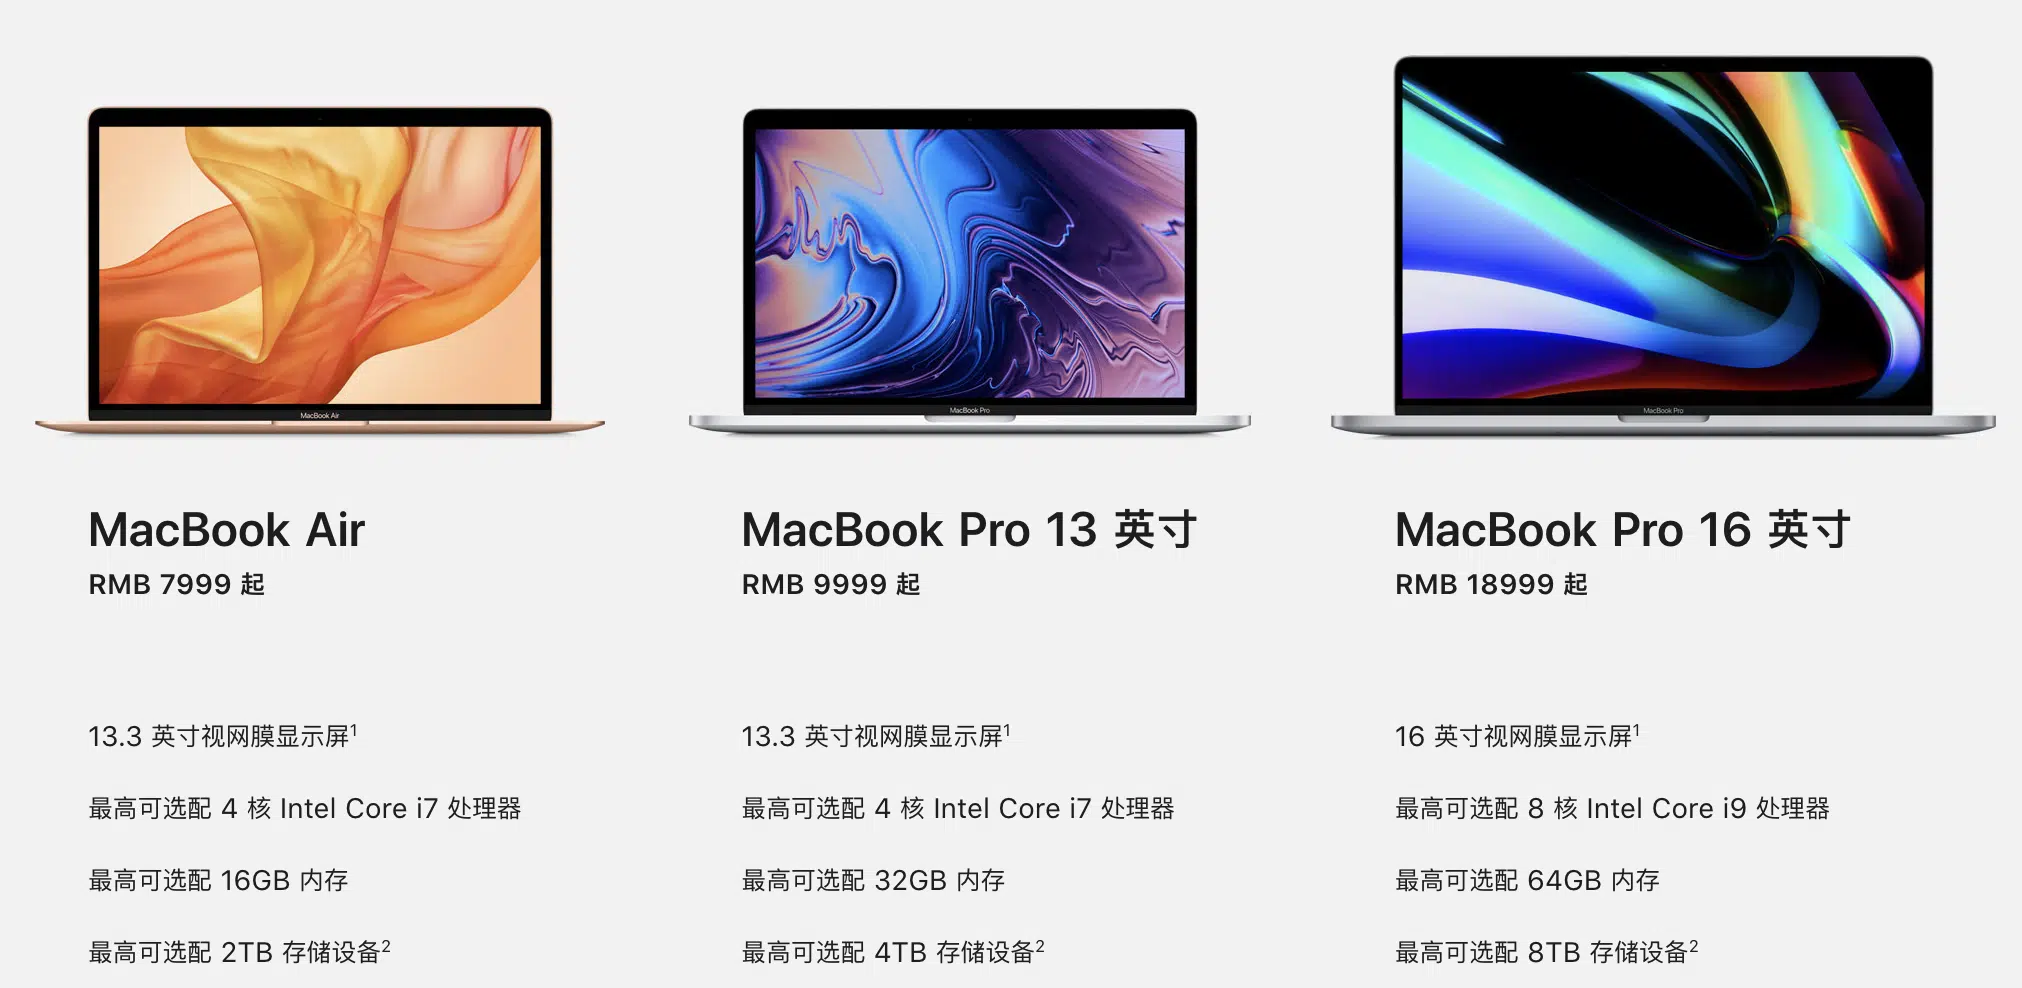 MacBook Air
MacBook Pro
MacBook Pro
MacBook Air
RMB 7999 起
13.3 英寸视网膜显示屏1
最高可选配 4 核 Intel Core i7 处理器
最高可选配 16GB 内存
最高可选配 2TB 存储设备2
MacBook Pro 13 英寸
RMB 9999 起
13.3 英寸视网膜显示屏1
最高可选配 4 核 Intel Core i7 处理器
最高可选配 32GB 内存
最高可选配 4TB 存储设备2
MacBook Pro 16 英寸
RMB 18999 起
16 英寸视网膜显示屏1
最高可选配 8 核 Intel Core i9 处理器
最高可选配 64GB 内存
最高可选配 8TB 存储设备2